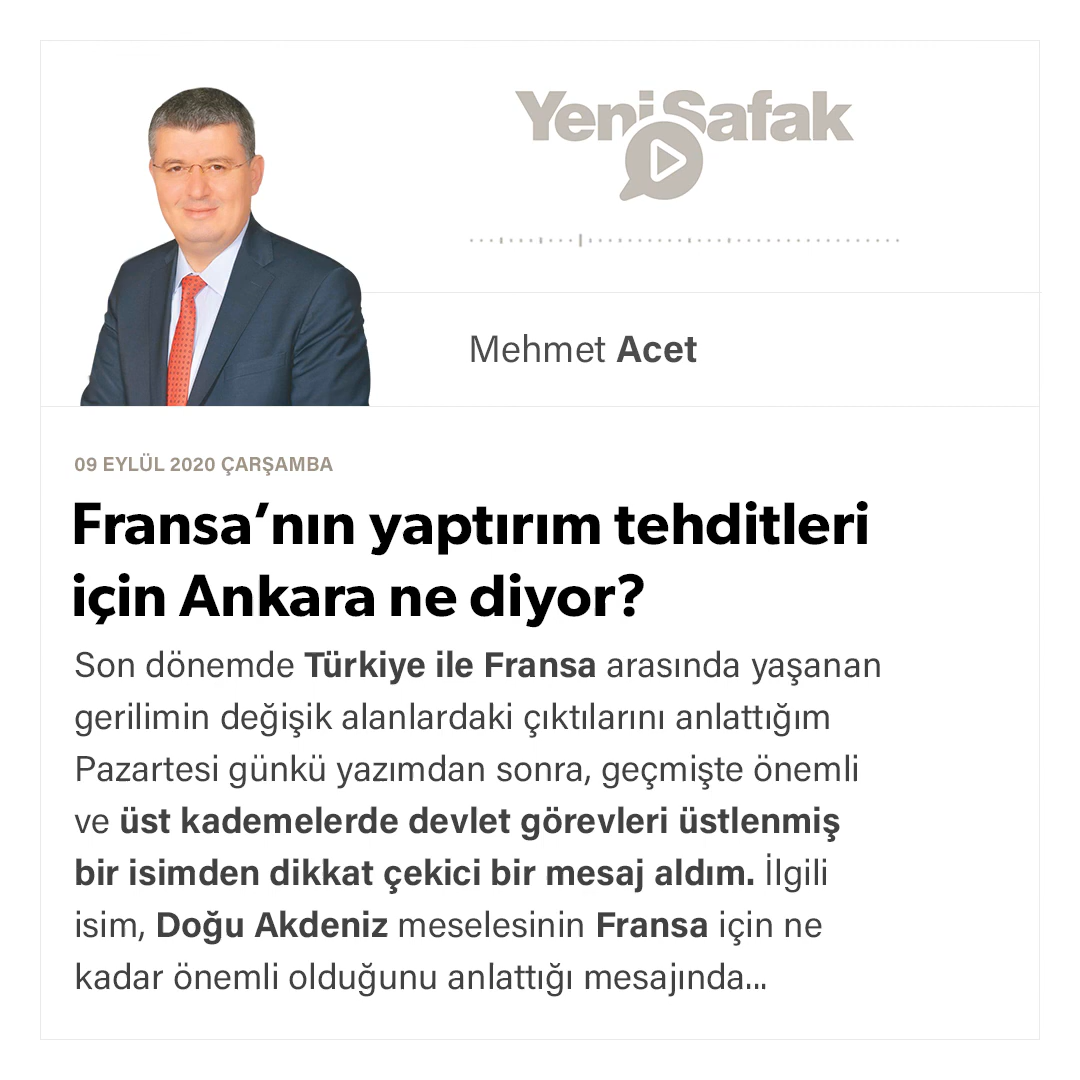 YeniŞafak
Mehmet Acet
09 EYLÜL 2020 ÇARŞAMBA
Fransa’nın yaptırım tehditleri
için Ankara ne diyor?
Son dönemde Türkiye ile Fransa arasında yaşanan
gerilimin değişik alanlardaki çıktılarını anlattığım
Pazartesi günkü yazımdan sonra, geçmişte önemli
ve üst kademelerde devlet görevleri üstlenmiş
bir isimden dikkat çekici bir mesaj aldım. İlgili
isim, Doğu Akdeniz meselesinin Fransa için ne
kadar önemli olduğunu anlattığı mesajında...